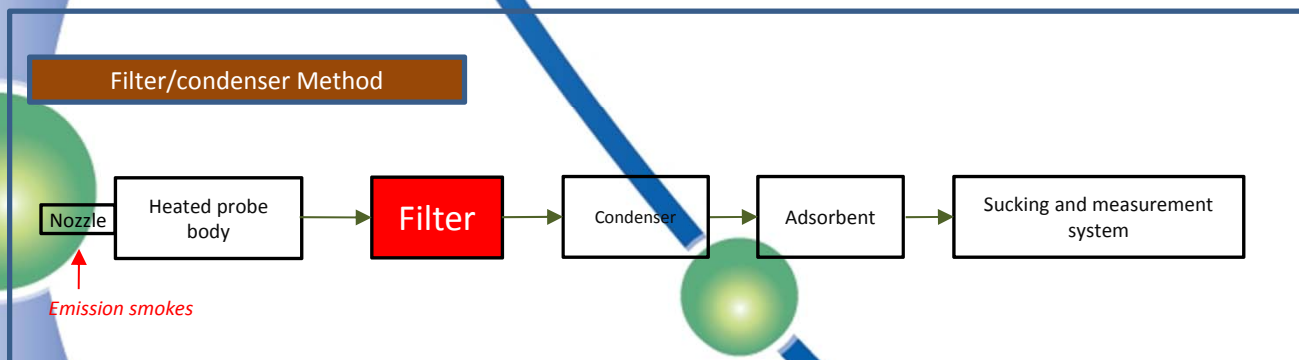 Filter/condenser Method
Nozzle
Heated probe
body
Filter
Condenser
Adsorbent
Sucking and measurement
system
Emission smokes